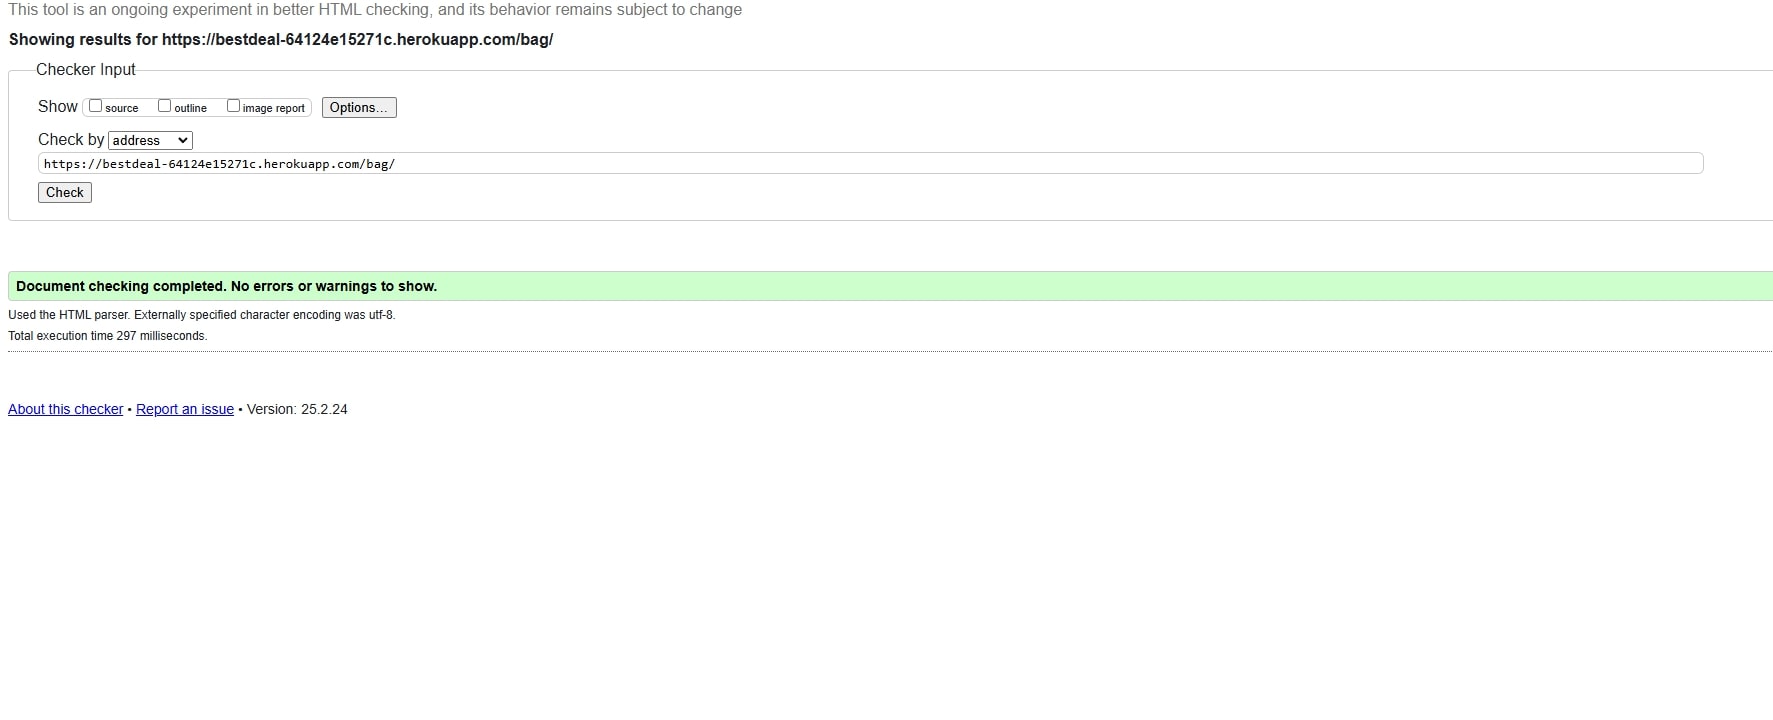 This tool is an ongoing experiment in better HTML checking, and its behavior remains subject to change
Showing results for https://bestdeal-64124e15271c.herokuapp.com/bag/
Checker Input
Show source outline image report Options...
Check by address
https://bestdeal-64124e15271c.herokuapp.com/bag/
Check
Document checking completed. No errors or warnings to show.
Used the HTML parser. Externally specified character encoding was utf-8.
Total execution time 297 milliseconds.
About this checker • Report an issue • Version: 25.2.24